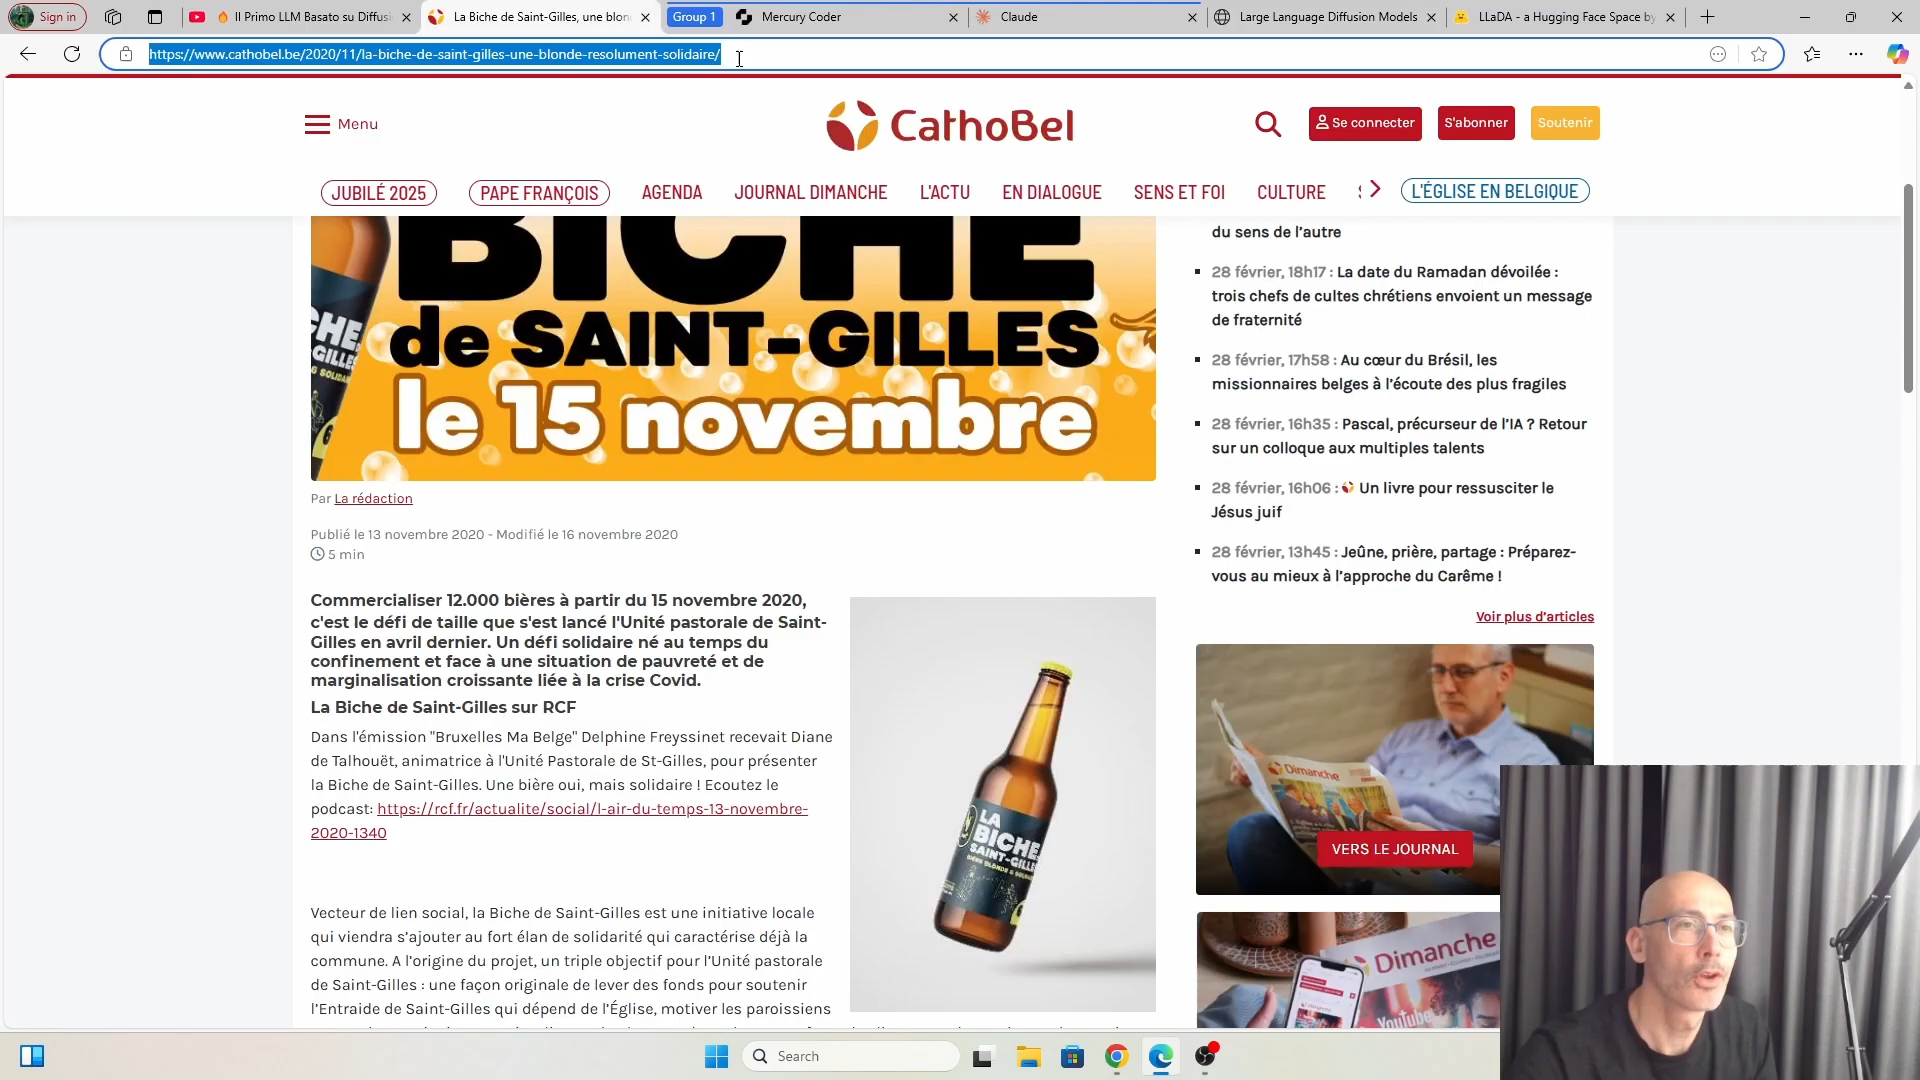 Sign in
Il Primo LLM Basato su Diffusi
La Biche de Saint-Gilles, une blon
Group 1
Mercury Coder
Claude
Large Language Diffusion Models
LLaDA - a Hugging Face Space by
https://www.cathobel.be/2020/11/la-biche-de-saint-gilles-une-blonde-resolument-solidaire/
Menu
CathoBel
Se connecter
S'abonner
Soutenir
JUBILÉ 2025
PAPE FRANÇOIS
AGENDA
JOURNAL DIMANCHE
L'ACTU
EN DIALOGUE
SENS ET FOI
CULTURE
L'ÉGLISE EN BELGIQUE
BICHE
de SAINT-GILLES
le 15 novembre
Par La rédaction
Publié le 13 novembre 2020 - Modifié le 16 novembre 2020
5 min
Commercialiser 12.000 bières à partir du 15 novembre 2020,
c'est le défi de taille que s'est lancé l'Unité pastorale de Saint-
Gilles en avril dernier. Un défi solidaire né au temps du
confinement et face à une situation de pauvreté et de
marginalisation croissante liée à la crise Covid.
La Biche de Saint-Gilles sur RCF
Dans l'émission "Bruxelles Ma Belge" Delphine Freyssinet recevait Diane
de Talhouët, animatrice à l'Unité Pastorale de St-Gilles, pour présenter
la Biche de Saint-Gilles. Une bière oui, mais solidaire ! Ecoutez le
podcast: https://rcf.fr/actualite/social/l-air-du-temps-13-novembre-
2020-1340
Vecteur de lien social, la Biche de Saint-Gilles est une initiative locale
qui viendra s'ajouter au fort élan de solidarité qui caractérise déjà la
commune. A l'origine du projet, un triple objectif pour l'Unité pastorale
de Saint-Gilles : une façon originale de lever des fonds pour soutenir
l'Entraide de Saint-Gilles qui dépend de l'Église, motiver les paroissiens
LA
BICHE
SAINT-GILLES
du sens de l'autre
28 février, 18h17 : La date du Ramadan dévoilée :
trois chefs de cultes chrétiens envoient un message
de fraternité
28 février, 17h58 : Au cœur du Brésil, les
missionnaires belges à l'écoute des plus fragiles
28 février, 16h35 : Pascal, précurseur de l'IA ? Retour
sur un colloque aux multiples talents
28 février, 16h06 : Un livre pour ressusciter le
Jésus juif
28 février, 13h45 : Jeûne, prière, partage : Préparez-
vous au mieux à l'approche du Carême !
Voir plus d'articles
Dimanche
VERS LE JOURNAL
Dimanche
YouTube
Search